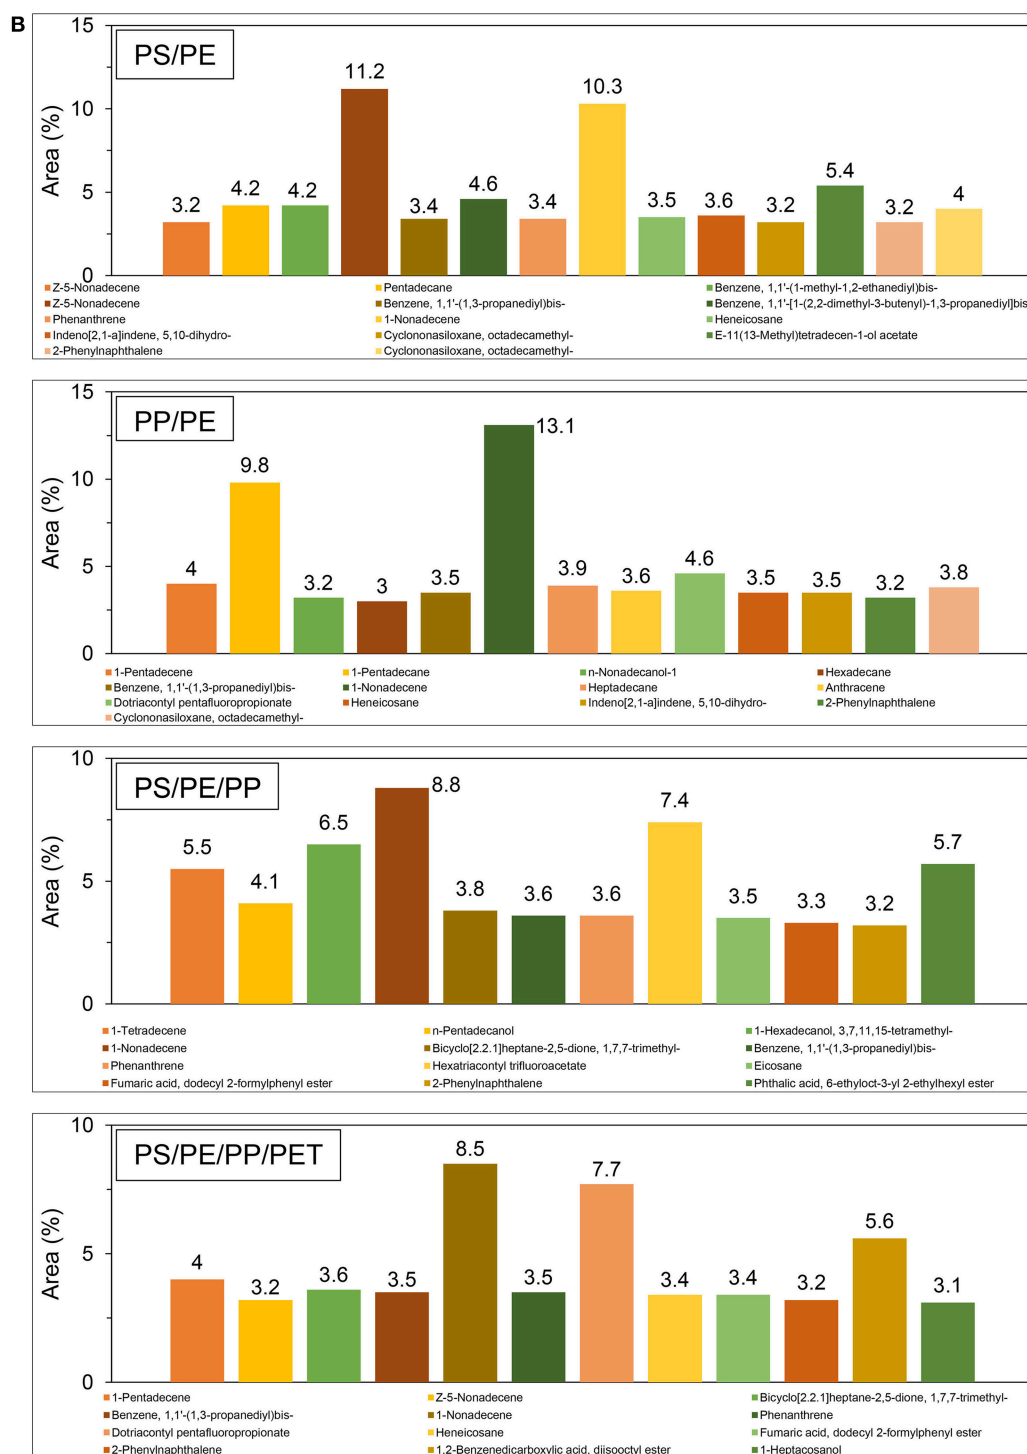 B
PS/PE
Area (%)
15
10
5
0
3.2
4.2
4.2
11.2
3.4
4.6
3.4
10.3
3.5
3.6
3.2
5.4
3.2
4
Z-5-Nonadecene
Pentadecane
Benzene, 1,1'-(1-methyl-1,2-ethanediyl)bis-
Z-5-Nonadecene
Benzene, 1,1'-(1,3-propanediyl)bis-
Benzene, 1,1'-[1-(2,2-dimethyl-3-butenyl)-1,3-propanediyl]bis
Phenanthrene
1-Nonadecene
Heneicosane
Indeno[2,1-a]indene, 5,10-dihydro-
Cyclononasiloxane, octadecamethyl-
E-11(13-Methyl)tetradecen-1-ol acetate
2-Phenylnaphthalene
Cyclononasiloxane, octadecamethyl-
PP/PE
Area (%)
15
10
5
0
4
9.8
3.2
3
3.5
13.1
3.9
3.6
4.6
3.5
3.5
3.2
3.8
1-Pentadecene
1-Pentadecane
n-Nonadecanol-1
Hexadecane
Benzene, 1,1'-(1,3-propanediyl)bis-
1-Nonadecene
Heptadecane
Anthracene
Dotriacontyl pentafluoropropionate
Heneicosane
Indeno[2,1-a]indene, 5,10-dihydro-
2-Phenylnaphthalene
Cyclononasiloxane, octadecamethyl-
PS/PE/PP
Area (%)
10
5
0
5.5
4.1
6.5
8.8
3.8
3.6
3.6
7.4
3.5
3.3
3.2
5.7
1-Tetradecene
n-Pentadecanol
1-Hexadecanol, 3,7,11,15-tetramethyl-
1-Nonadecene
Bicyclo[2.2.1]heptane-2,5-dione, 1,7,7-trimethyl-
Benzene, 1,1'-(1,3-propanediyl)bis-
Phenanthrene
Hexatriacontyl trifluoroacetate
Eicosane
Fumaric acid, dodecyl 2-formylphenyl ester
2-Phenylnaphthalene
Phthalic acid, 6-ethyloct-3-yl 2-ethylhexyl ester
PS/PE/PP/PET
Area (%)
10
5
0
4
3.2
3.6
3.5
8.5
3.5
7.7
3.4
3.4
3.2
5.6
3.1
1-Pentadecene
Z-5-Nonadecene
Bicyclo[2.2.1]heptane-2,5-dione, 1,7,7-trimethyl-
Benzene, 1,1'-(1,3-propanediyl)bis-
1-Nonadecene
Phenanthrene
Dotriacontyl pentafluoropropionate
Heneicosane
Fumaric acid, dodecyl 2-formylphenyl ester
2-Phenylnaphthalene
1,2-Benzenedicarboxylic acid, diisooctyl ester
1-Heptacosanol